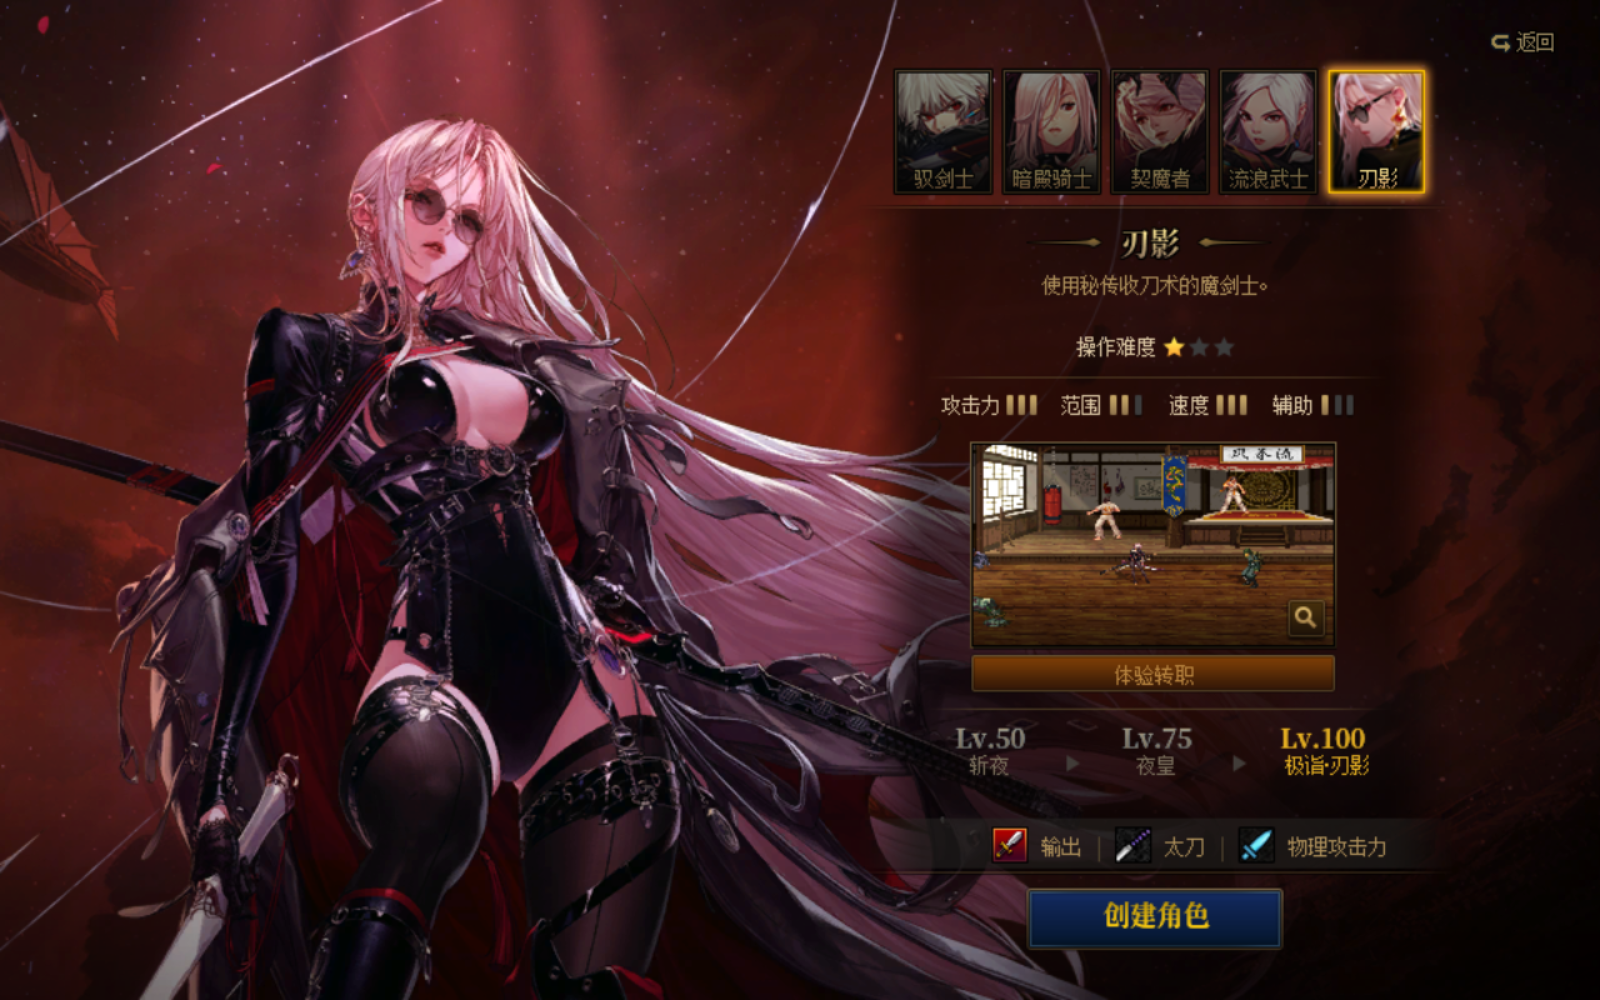 返回
驭剑士 暗殿骑士 契魔者 流浪武士 刃影
刃影
使用秘传收刀术的魔剑士。
操作难度
攻击力 范围 速度 辅助
体验转职
Lv.50 Lv.75 Lv.100
斩夜 夜皇 极诣·刃影
输出 太刀 物理攻击力
创建角色